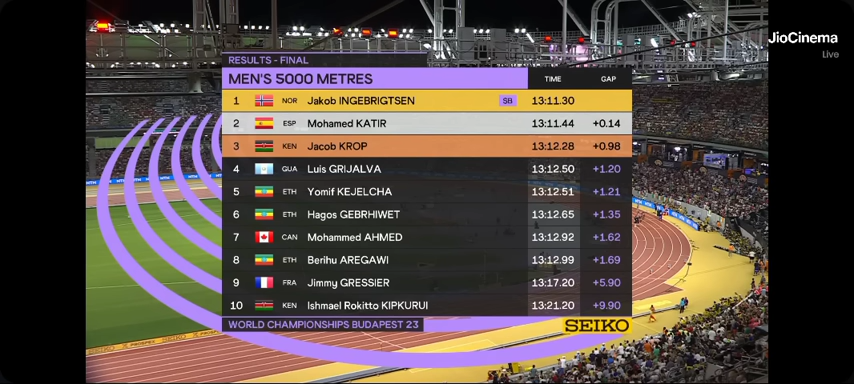 JioCinema
Live
RESULTS - FINAL
MEN'S 5000 METRES TIME GAP
1 NOR Jakob INGEBRIGTSEN SB 13:11.30
2 ESP Mohamed KATIR 13:11.44 +0.14
3 KEN Jacob KROP 13:12.28 +0.98
4 GUA Luis GRIJALVA 13:12.50 +1.20
5 ETH Yomif KEJELCHA 13:12.51 +1.21
6 ETH Hagos GEBRHIWET 13:12.65 +1.35
7 CAN Mohammed AHMED 13:12.92 +1.62
8 ETH Berihu AREGAWI 13:12.99 +1.69
9 FRA Jimmy GRESSIER 13:17.20 +5.90
10 KEN Ishmael Rokitto KIPKURUI 13:21.20 +9.90
WORLD CHAMPIONSHIPS BUDAPEST 23 SEIKO